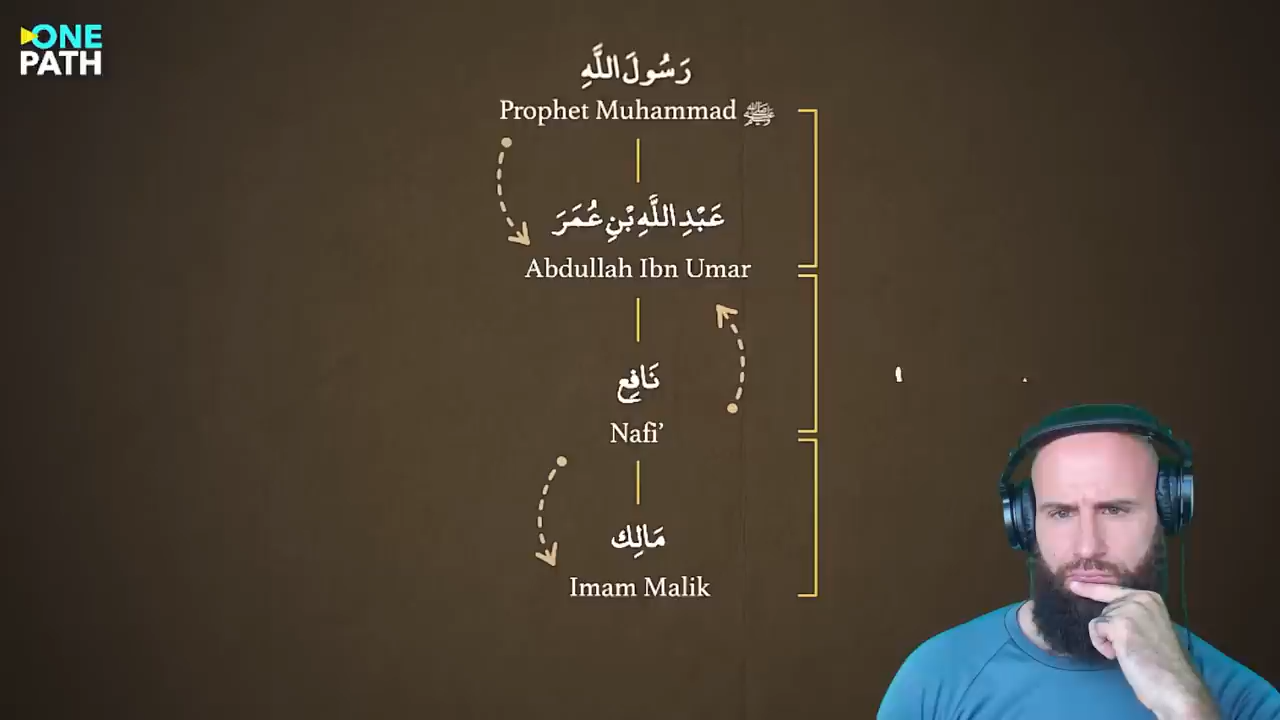 ONE
PATH
رَسُولَ اللَّهِ
Prophet Muhammad ﷺ
عَبْدِ اللَّهِ بْنِ عُمَرَ
Abdullah Ibn Umar
نَافِعٍ
Nafi’
مَالِك
Imam Malik